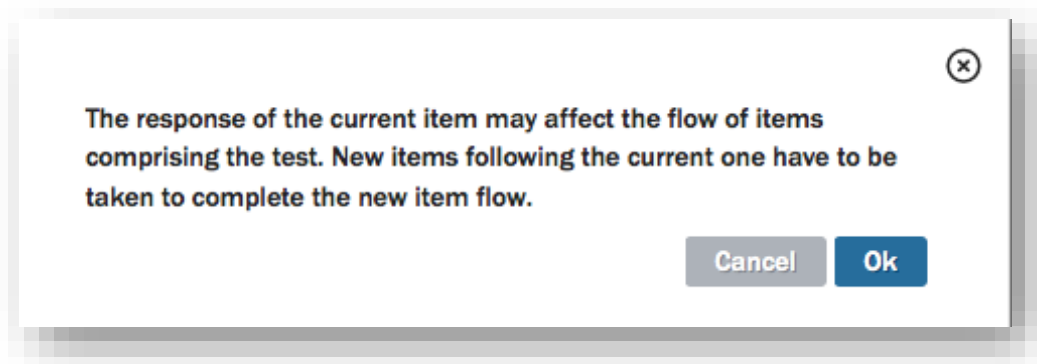 The response of the current item may affect the flow of items
comprising the test. New items following the current one have to be
taken to complete the new item flow.
Cancel Ok